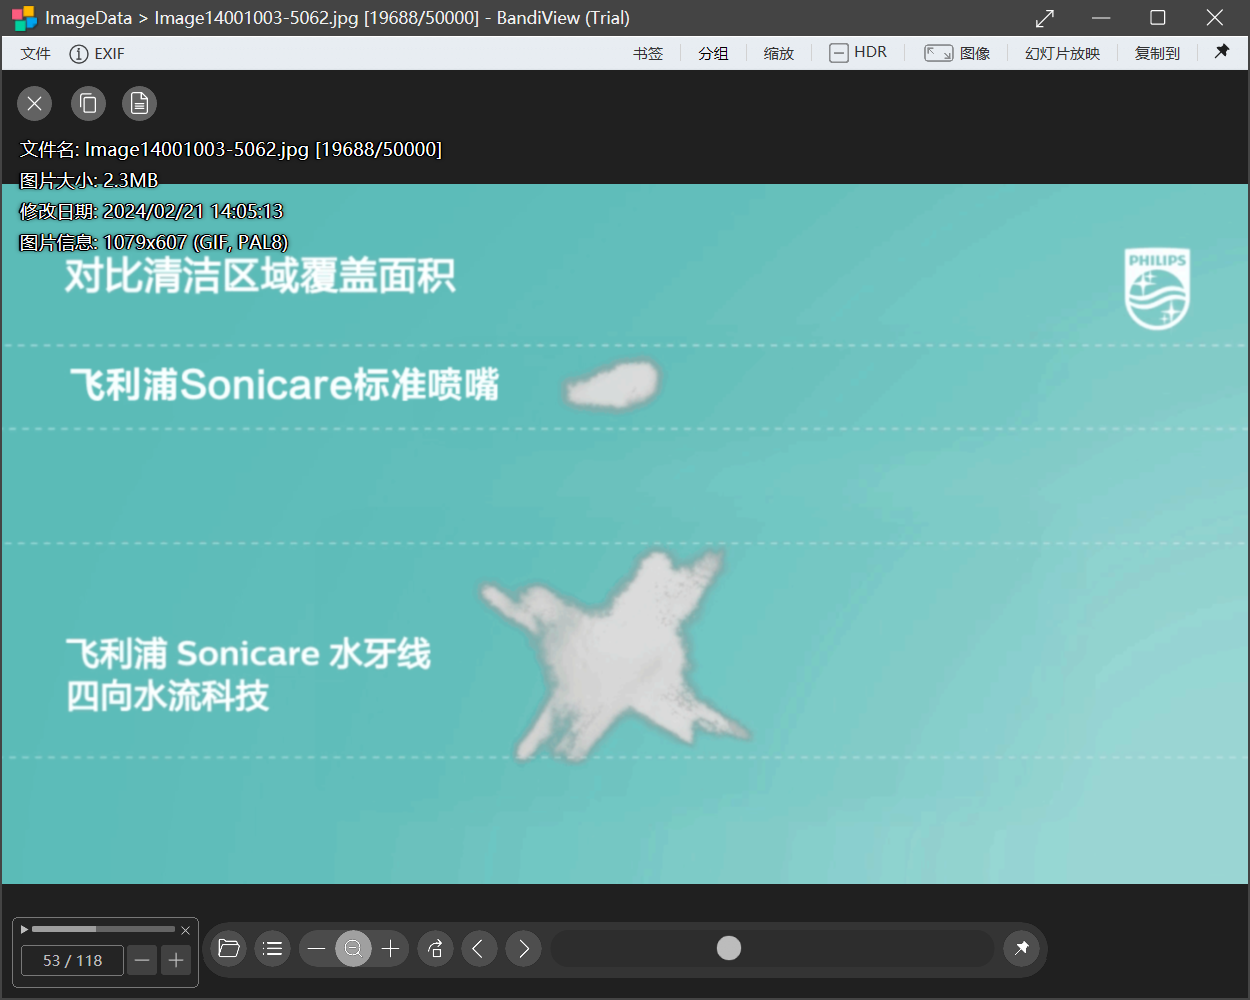 ImageData > Image14001003-5062.jpg [19688/50000] - BandiView (Trial)
文件 EXIF 书签 分组 缩放 HDR 图像 幻灯片放映 复制到
文件名: Image14001003-5062.jpg [19688/50000]
图片大小: 2.3MB
修改日期: 2024/02/21 14:05:13
图片信息: 1079x607 (GIF, PAL8)
对比清洁区域覆盖面积
PHILIPS
飞利浦Sonicare标准喷嘴
飞利浦 Sonicare 水牙线
四向水流科技
53 / 118